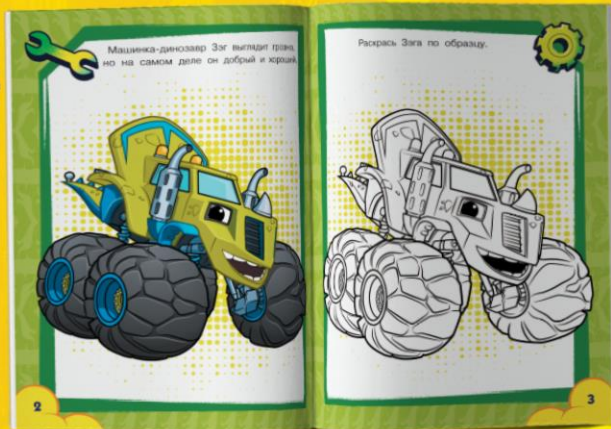 Машинка-динозавр Зэг выглядит грозно,
но на самом деле он добрый и хороший.
Раскрась Зэга по образцу.
2
3